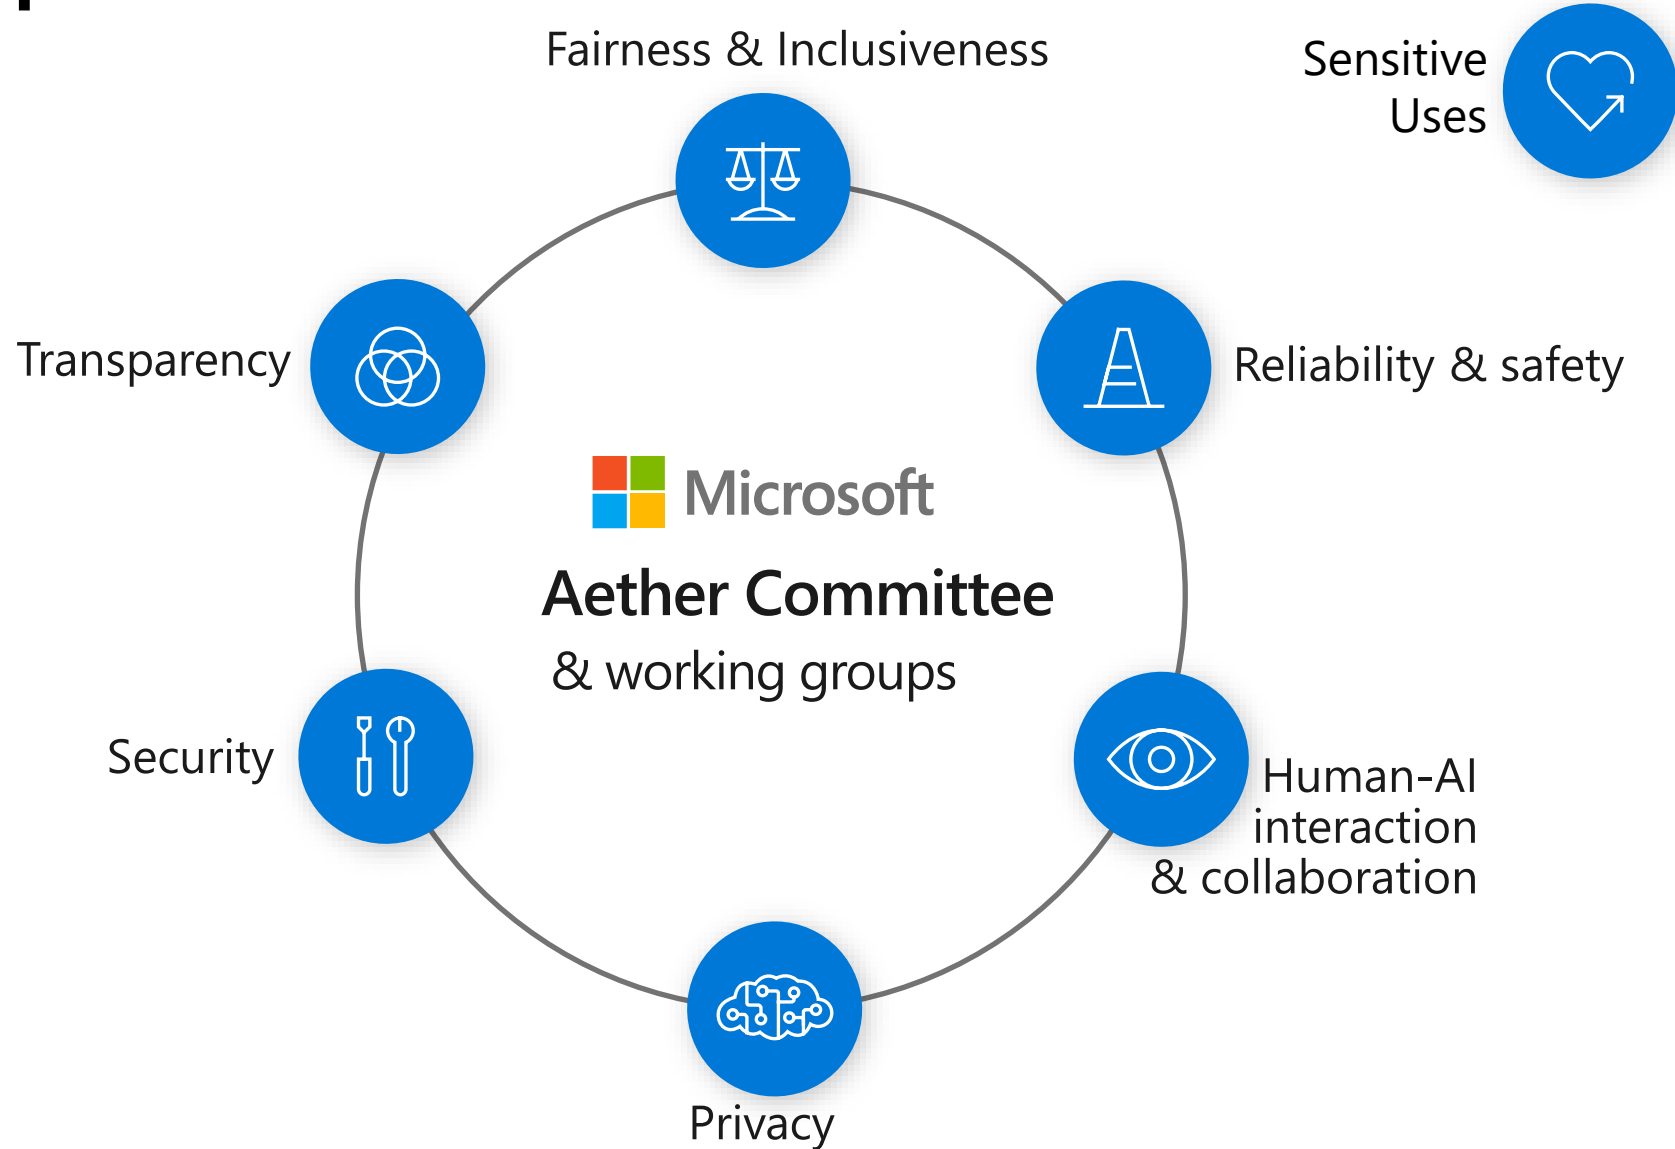 Fairness & Inclusiveness
Sensitive
Uses
Transparency
Reliability & safety
Microsoft
Aether Committee
& working groups
Security
Human-AI
interaction
& collaboration
Privacy